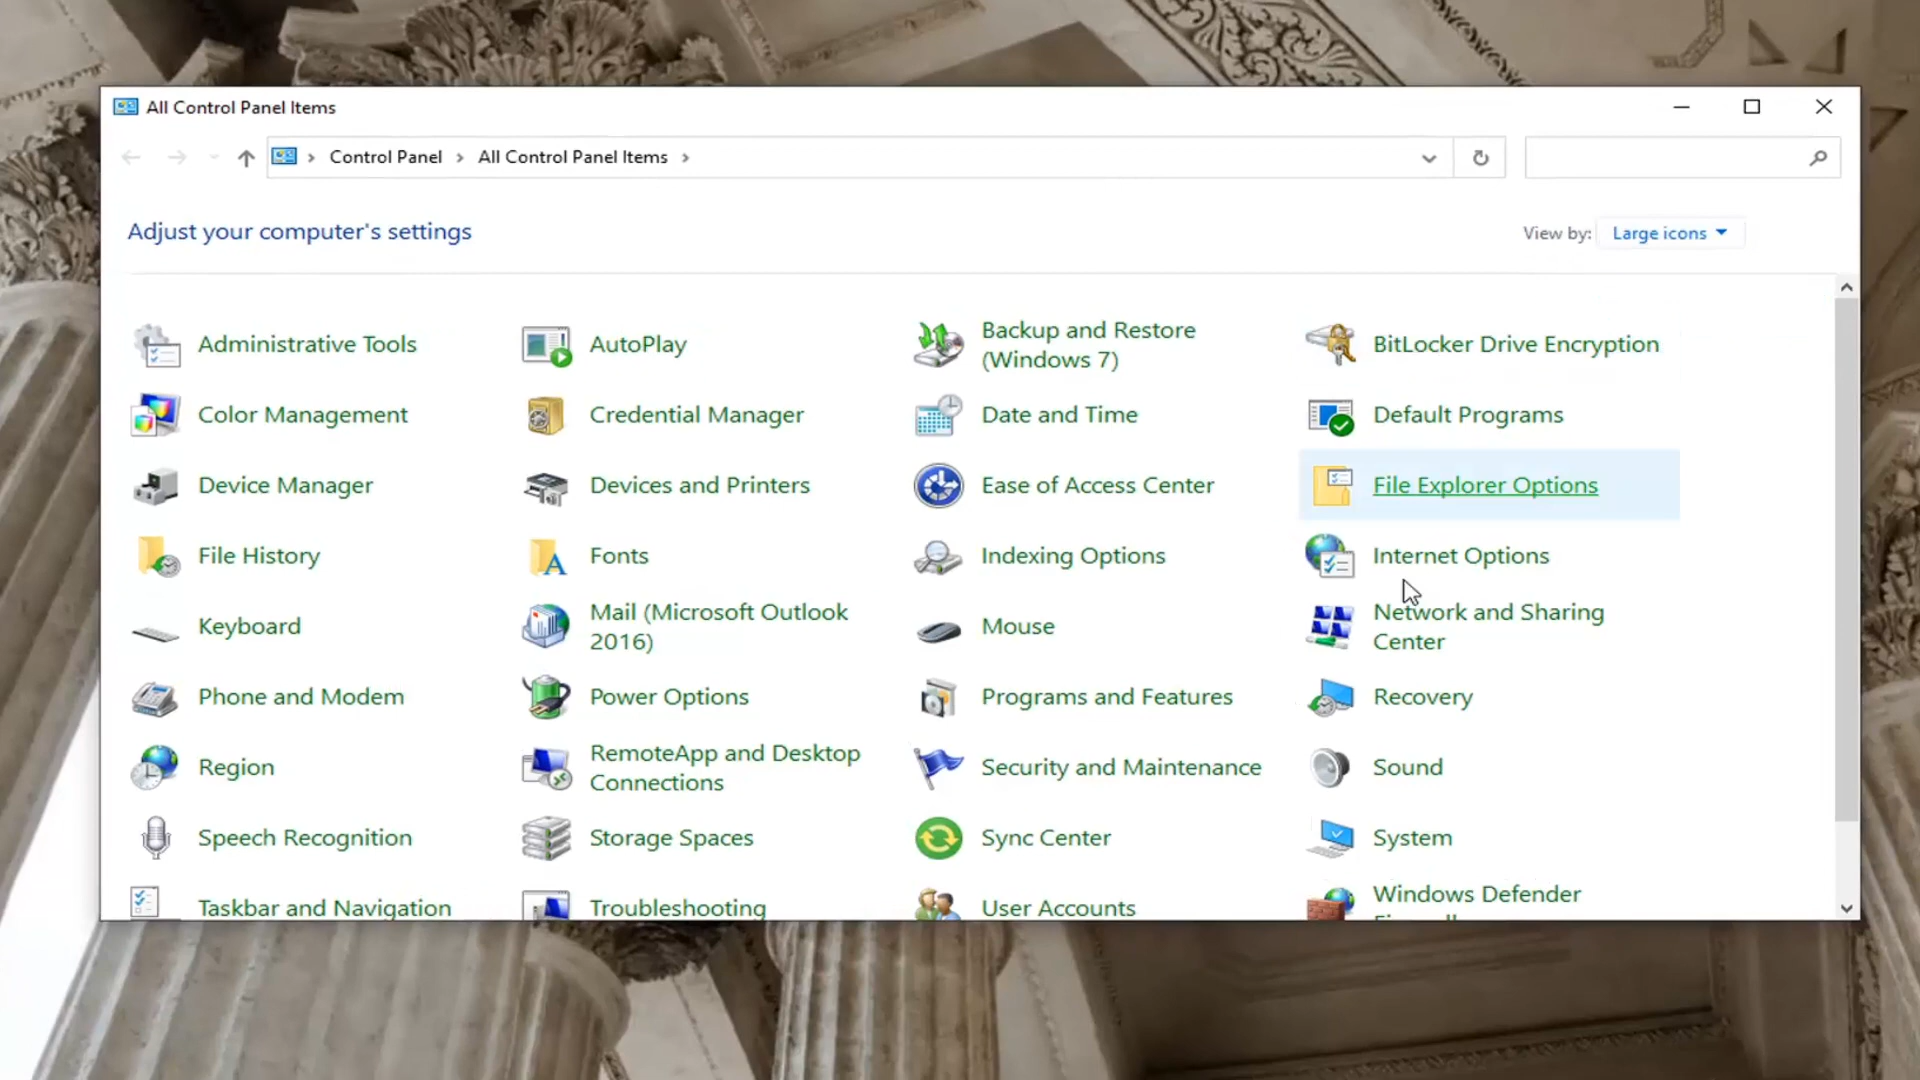 All Control Panel Items
Control Panel
All Control Panel Items
Adjust your computer's settings
View by:
Large icons
Administrative Tools
AutoPlay
Backup and Restore
(Windows 7)
BitLocker Drive Encryption
Color Management
Credential Manager
Date and Time
Default Programs
Device Manager
Devices and Printers
Ease of Access Center
File Explorer Options
File History
Fonts
Indexing Options
Internet Options
Keyboard
Mail (Microsoft Outlook
2016)
Mouse
Network and Sharing
Center
Phone and Modem
Power Options
Programs and Features
Recovery
Region
RemoteApp and Desktop
Connections
Security and Maintenance
Sound
Speech Recognition
Storage Spaces
Sync Center
System
Taskbar and Navigation
Troubleshooting
User Accounts
Windows Defender